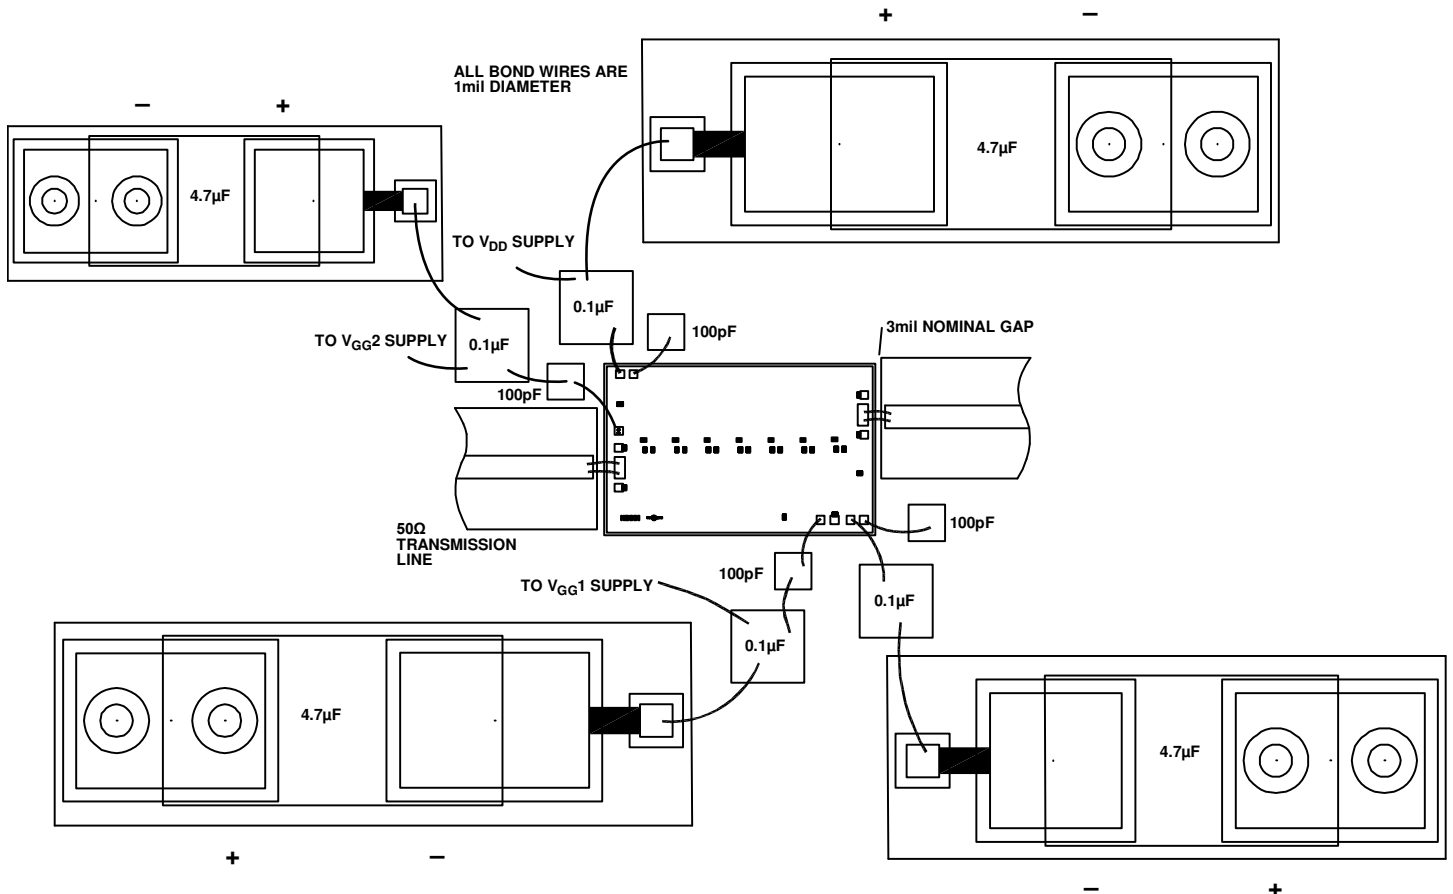 + −
ALL BOND WIRES ARE
1mil DIAMETER
− +
4.7µF
4.7µF
TO VDD SUPPLY
0.1µF
100pF
3mil NOMINAL GAP
TO VGG2 SUPPLY
0.1µF
100pF
50Ω
TRANSMISSION
LINE
100pF
100pF
TO VGG1 SUPPLY
0.1µF
0.1µF
4.7µF
4.7µF
+ −
− +